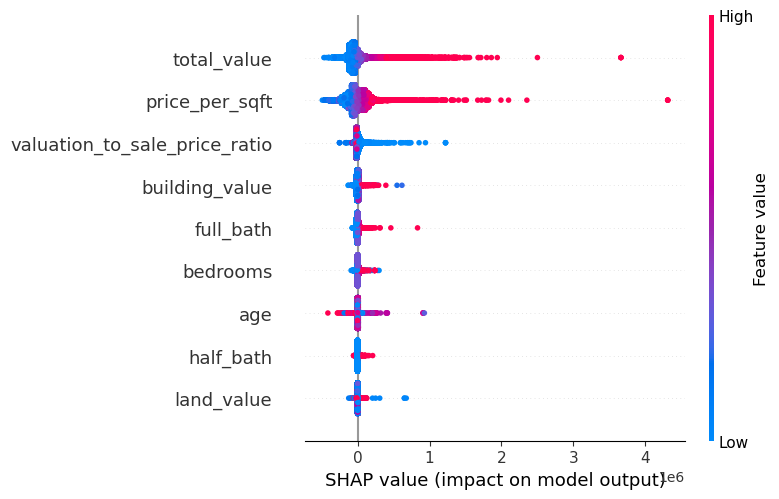 High
total_value
price_per_sqft
valuation_to_sale_price_ratio
building_value
full_bath
bedrooms
age
half_bath
land_value
Feature value
Low
0 1 2 3 4
1e6
SHAP value (impact on model output)